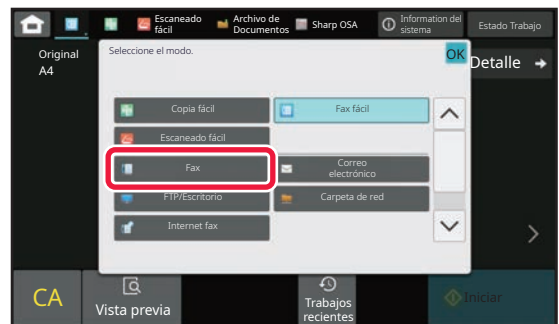 Escaneado
fácil
Archivo de
Documentos
Sharp OSA
Information del
sistema
Estado Trabajo
Original
A4
Seleccione el modo.
OK
Detalle
Copia fácil
Fax fácil
Escaneado fácil
Fax
Correo
electrónico
FTP/Escritorio
Carpeta de red
Internet fax
CA
Vista previa
Trabajos
recientes
Iniciar